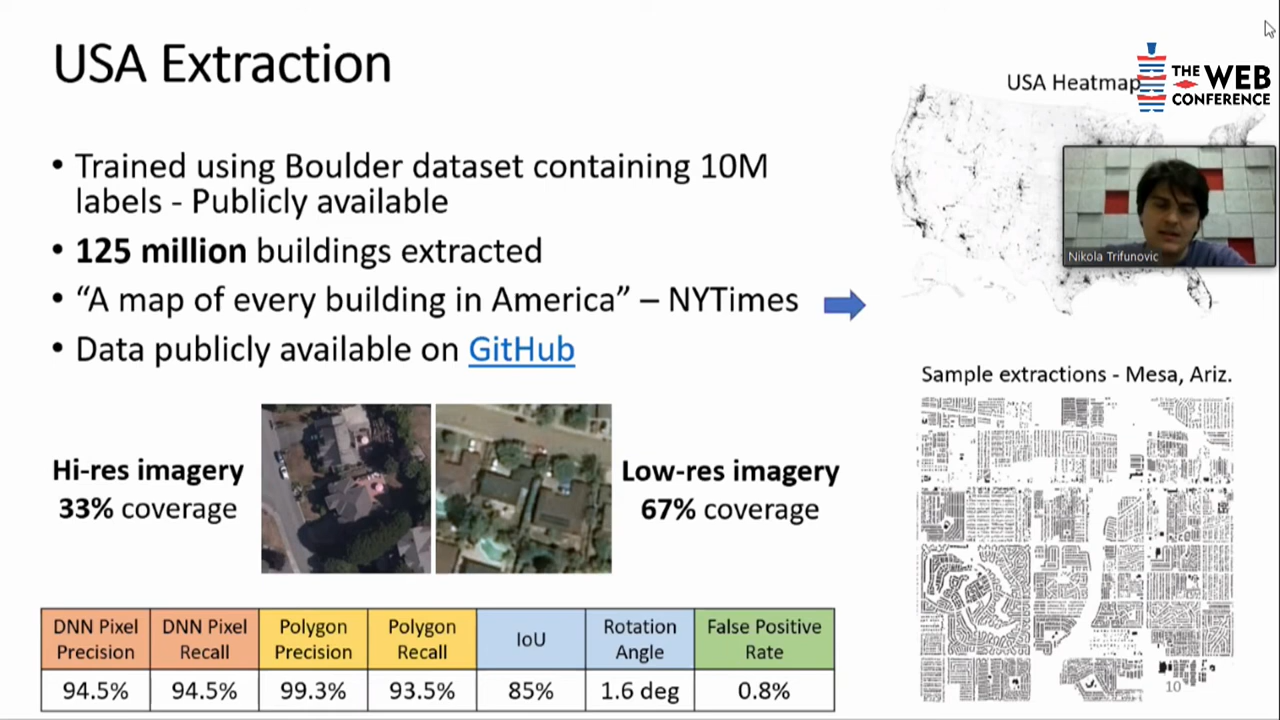 USA Extraction
USA Heatmap
THE WEB
CONFERENCE
• Trained using Boulder dataset containing 10M
labels - Publicly available
• 125 million buildings extracted
• “A map of every building in America” – NYTimes
• Data publicly available on GitHub
Nikola Trifunovic
Sample extractions - Mesa, Ariz.
Hi-res imagery
33% coverage
Low-res imagery
67% coverage
DNN Pixel Precision DNN Pixel Recall Polygon Precision Polygon Recall IoU Rotation Angle False Positive Rate
94.5% 94.5% 99.3% 93.5% 85% 1.6 deg 0.8%
10